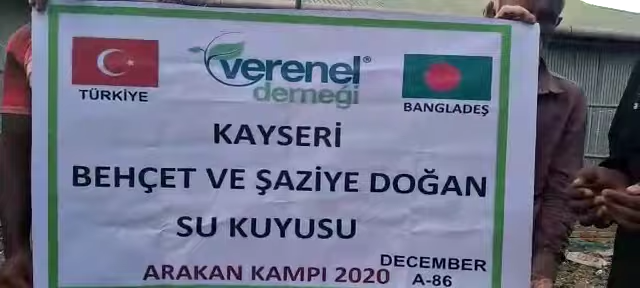 verenel®
derneği
TÜRKİYE
BANGLADEŞ
KAYSERİ
BEHÇET VE ŞAZİYE DOĞAN
SU KUYUSU
ARAKAN KAMPI 2020
DECEMBER
A-86